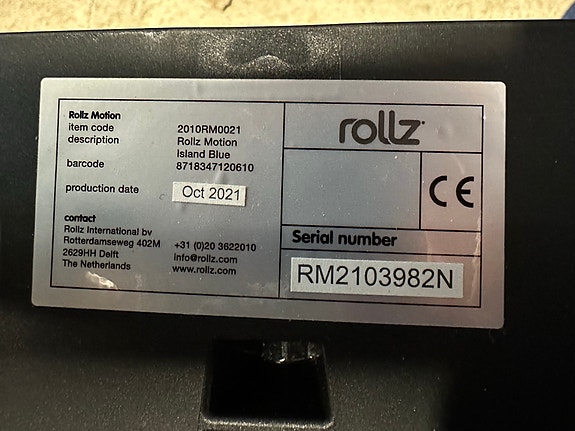 Rollz Motion
item code 2010RM0021
description Rollz Motion
Island Blue
barcode 8718347120610
production date Oct 2021
contact
Rollz International bv
Rotterdamseweg 402M +31 (0)20 3622010
2629HH Delft info@rollz.com
The Netherlands www.rollz.com
rollz
CE
Serial number
RM2103982N